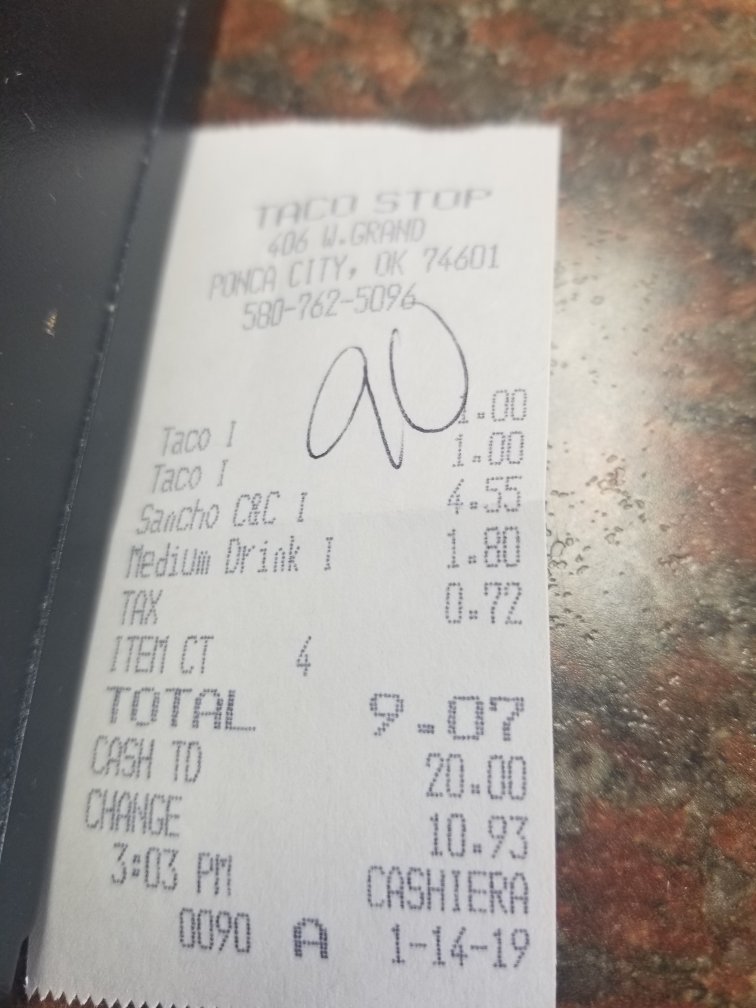 TACO STOP
406 W.GRAND
PONCA CITY, OK 74601
580-762-5096
90
Taco I 1.00
Taco I 1.00
Sancho C&C I 4.55
Medium Drink I 1.80
TAX 0.72
ITEM CT 4
TOTAL 9.07
CASH TD 20.00
CHANGE 10.93
3:03 PM CASHIERA
0090 A 1-14-19